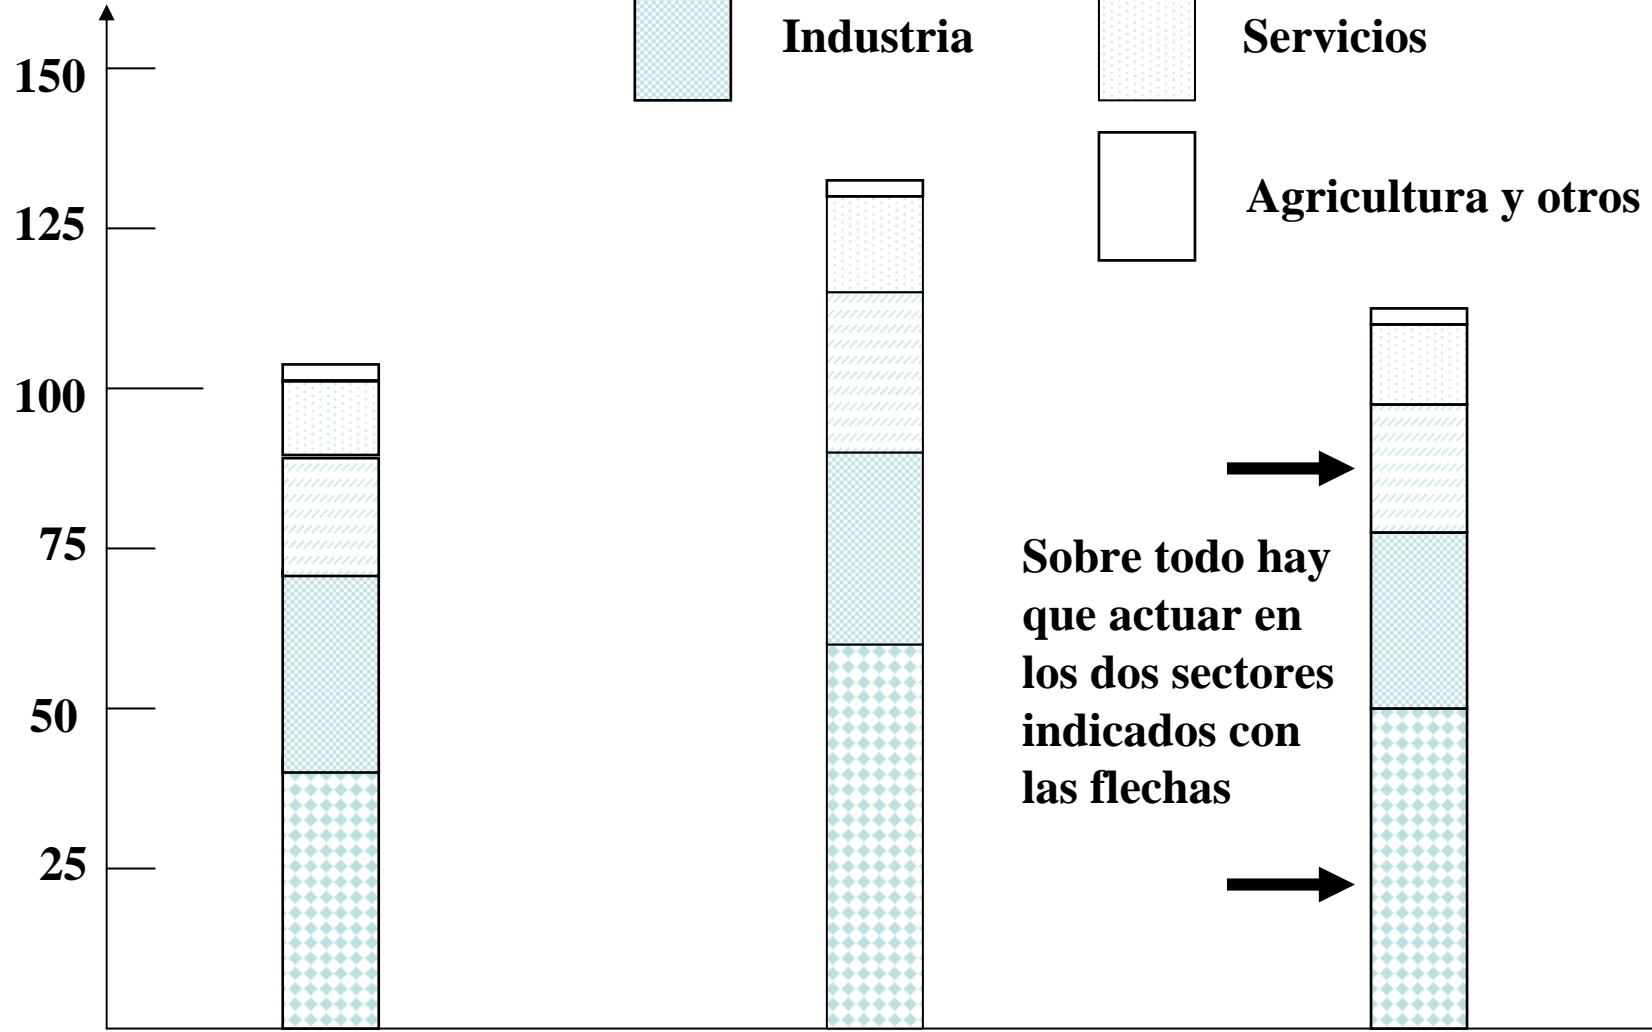 Industria
Servicios
Agricultura y otros
150
125
100
75
50
25
Sobre todo hay
que actuar en
los dos sectores
indicados con
las flechas